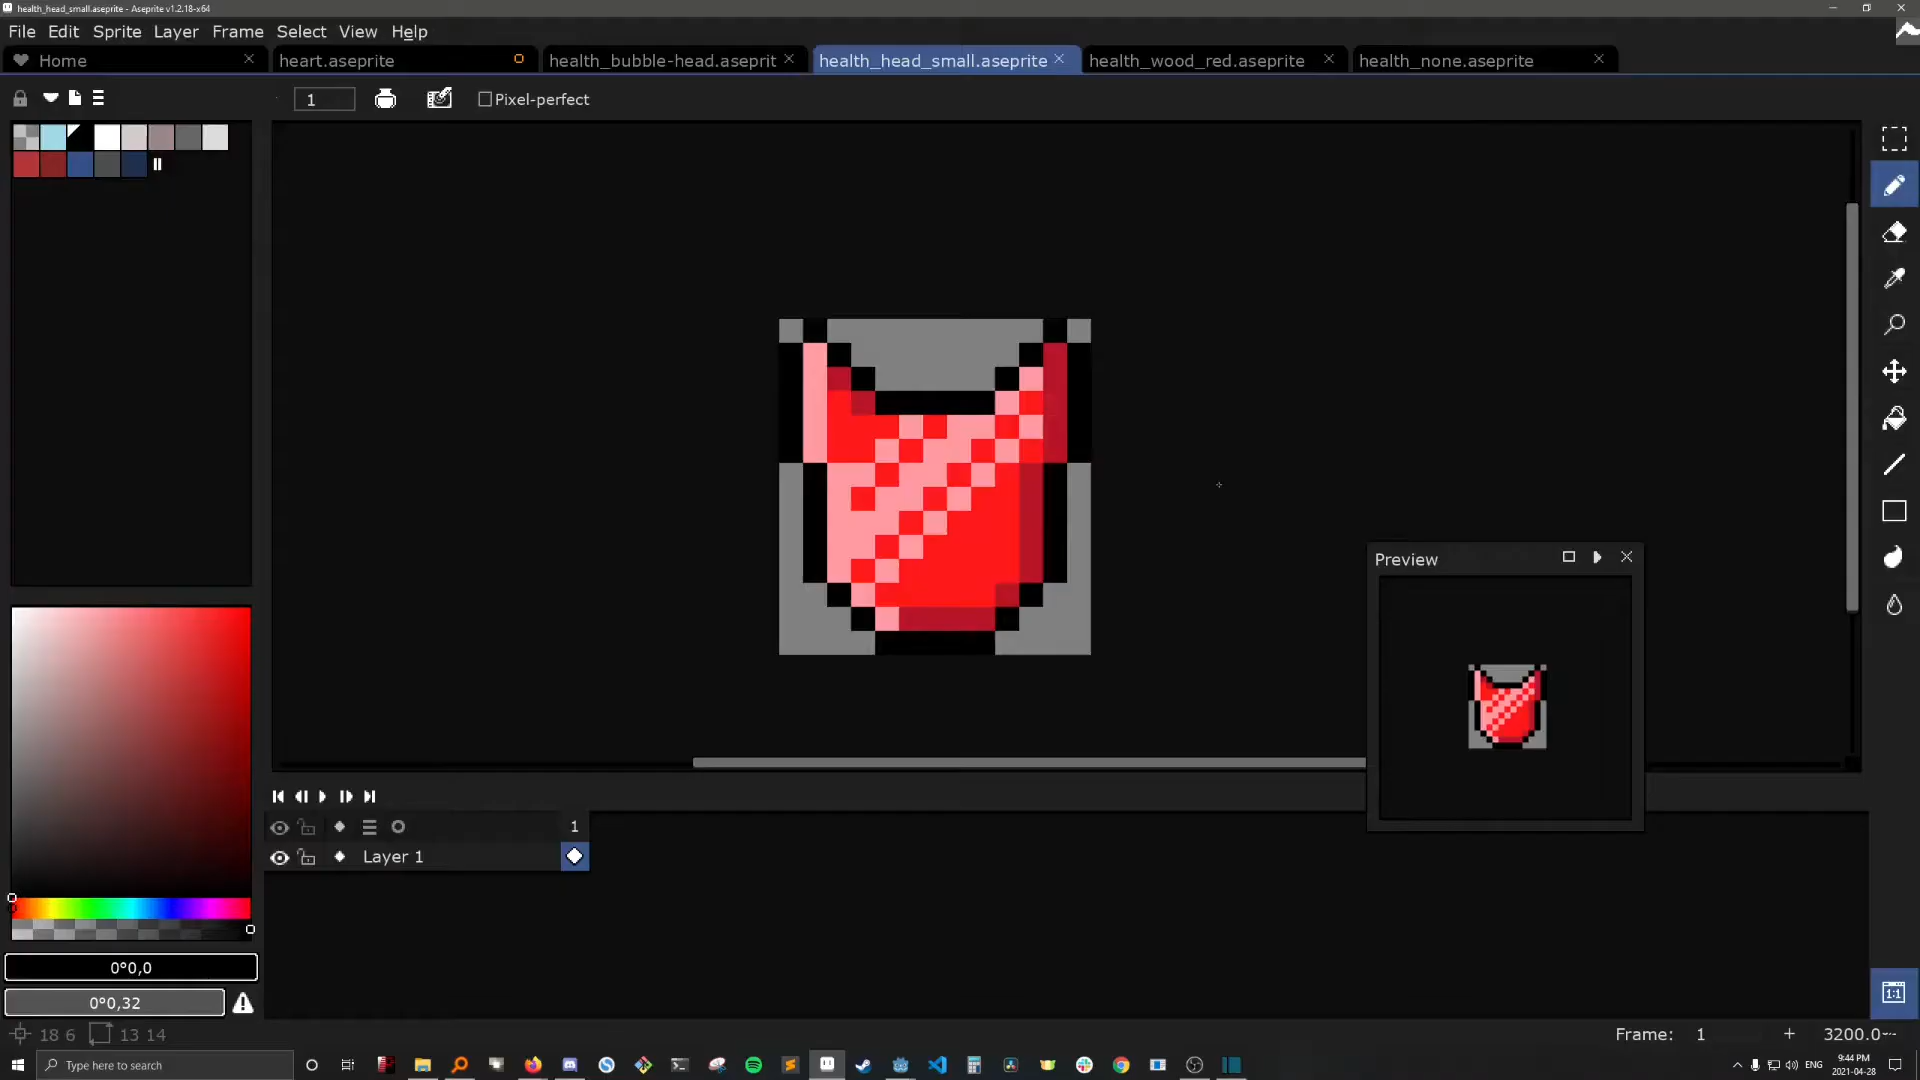 health_head_small.aseprite - Aseprite v1.2.18-x64
File Edit Sprite Layer Frame Select View Help
Home heart.aseprite health_bubble-head.aseprit health_head_small.aseprite health_wood_red.aseprite health_none.aseprite
1 Pixel-perfect
Preview
1
Layer 1
0°0,0
0°0,32
18 6 13 14
Frame: 1 + 3200.0
1:1
Type here to search
ENG
9:44 PM
2021-04-28